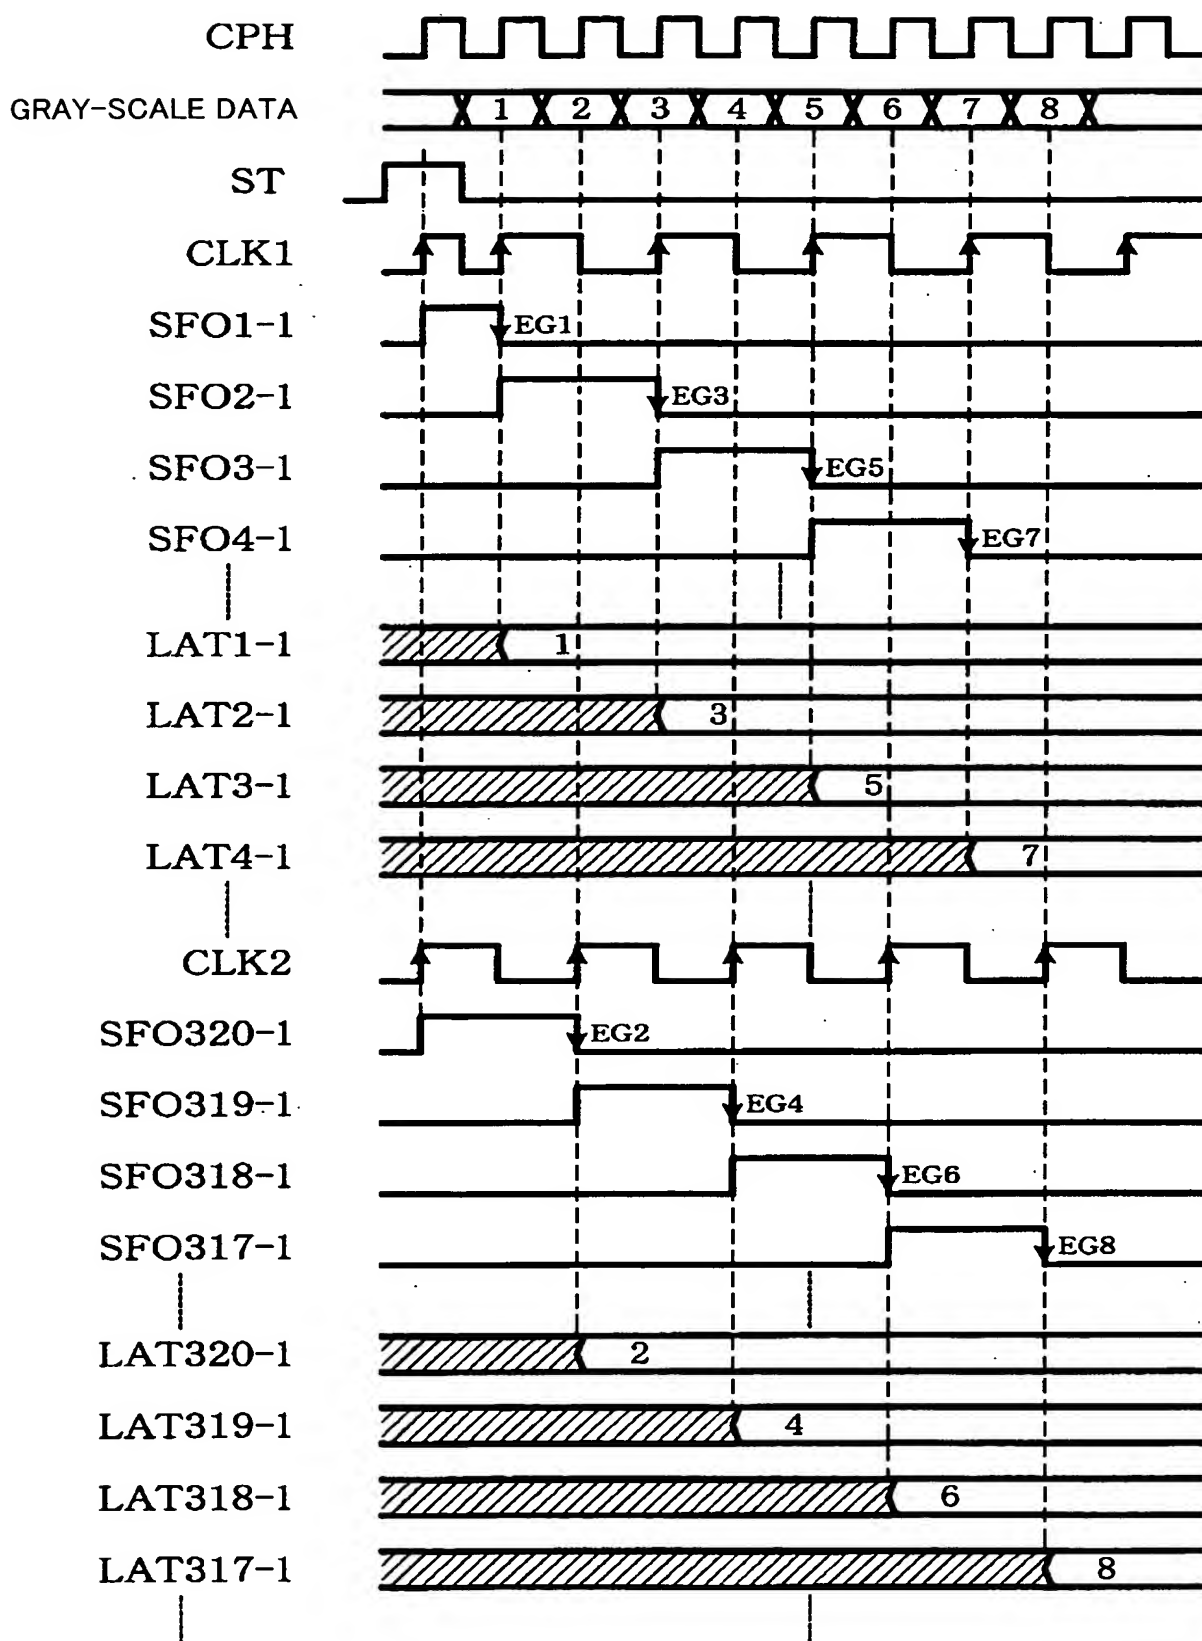 CPH
GRAY-SCALE DATA 1 2 3 4 5 6 7 8
ST
CLK1
SFO1-1 EG1
SFO2-1 EG3
SFO3-1 EG5
SFO4-1 EG7
LAT1-1 1
LAT2-1 3
LAT3-1 5
LAT4-1 7
CLK2
SFO320-1 EG2
SFO319-1 EG4
SFO318-1 EG6
SFO317-1 EG8
LAT320-1 2
LAT319-1 4
LAT318-1 6
LAT317-1 8